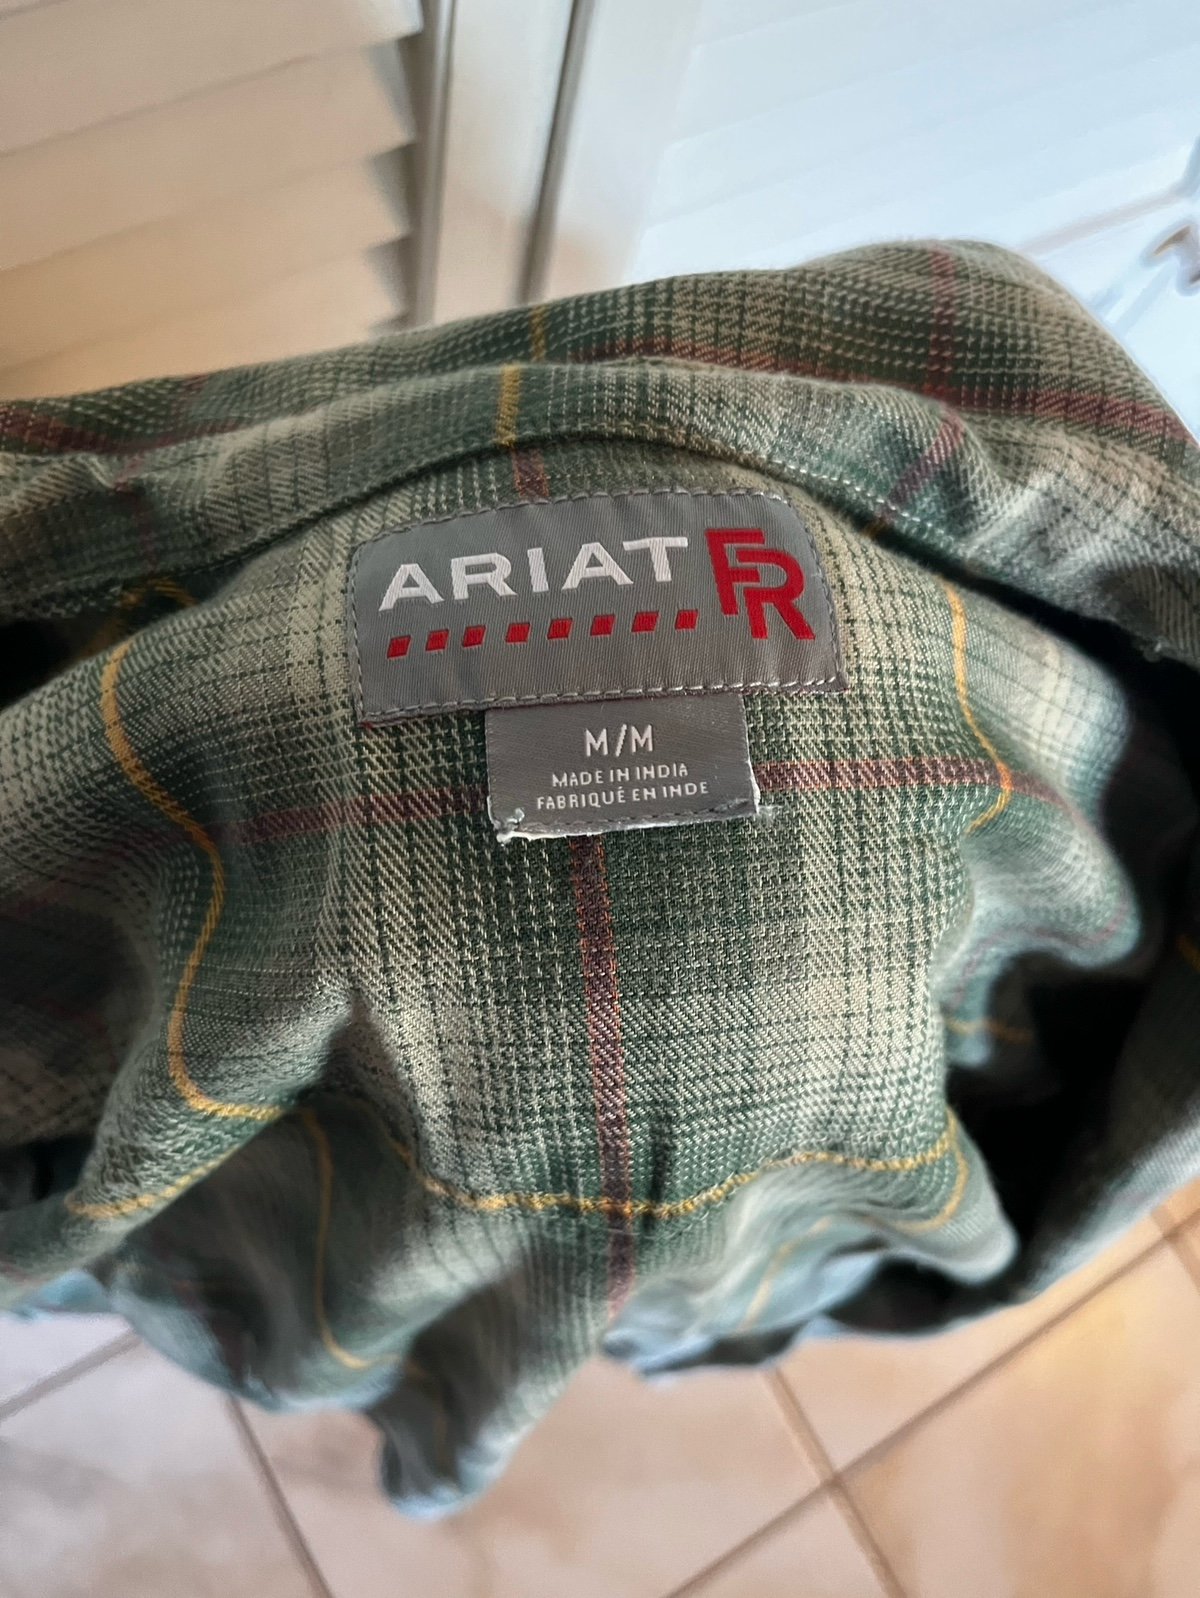 ARIAT FR
M/M
MADE IN INDIA
FABRIQUÉ EN INDE